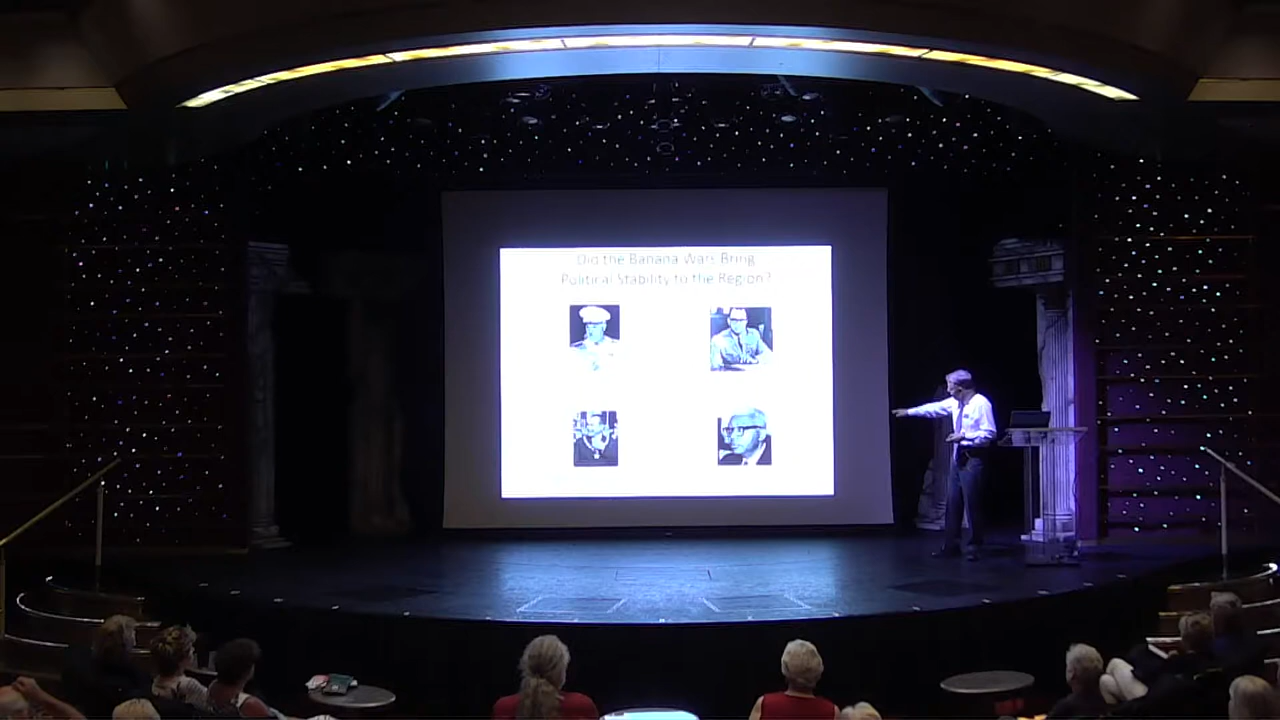 Did the Banana Wars Bring
Political Stability to the Region?